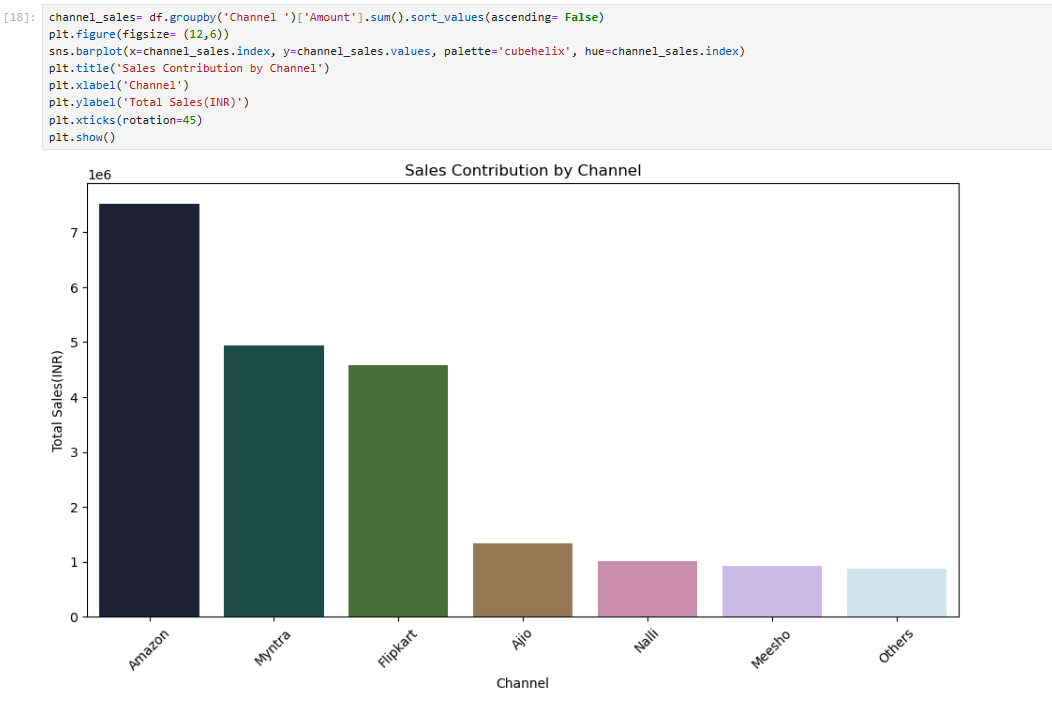 [18]: channel_sales= df.groupby('Channel ')['Amount'].sum().sort_values(ascending= False)
plt.figure(figsize= (12,6))
sns.barplot(x=channel_sales.index, y=channel_sales.values, palette='cubehelix', hue=channel_sales.index)
plt.title('Sales Contribution by Channel')
plt.xlabel('Channel')
plt.ylabel('Total Sales(INR)')
plt.xticks(rotation=45)
plt.show()
Sales Contribution by Channel
1e6
7
6
5
4
3
2
1
0
Total Sales(INR)
Amazon
Myntra
Flipkart
Ajio
Nalli
Meesho
Others
Channel